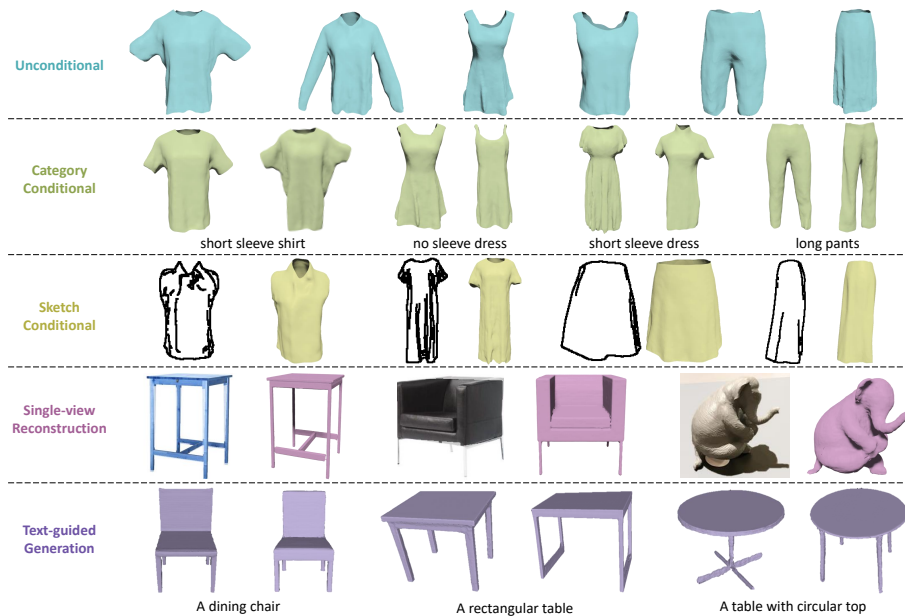 Unconditional
Category
Conditional
short sleeve shirt
no sleeve dress
short sleeve dress
long pants
Sketch
Conditional
Single-view
Reconstruction
Text-guided
Generation
A dining chair
A rectangular table
A table with circular top